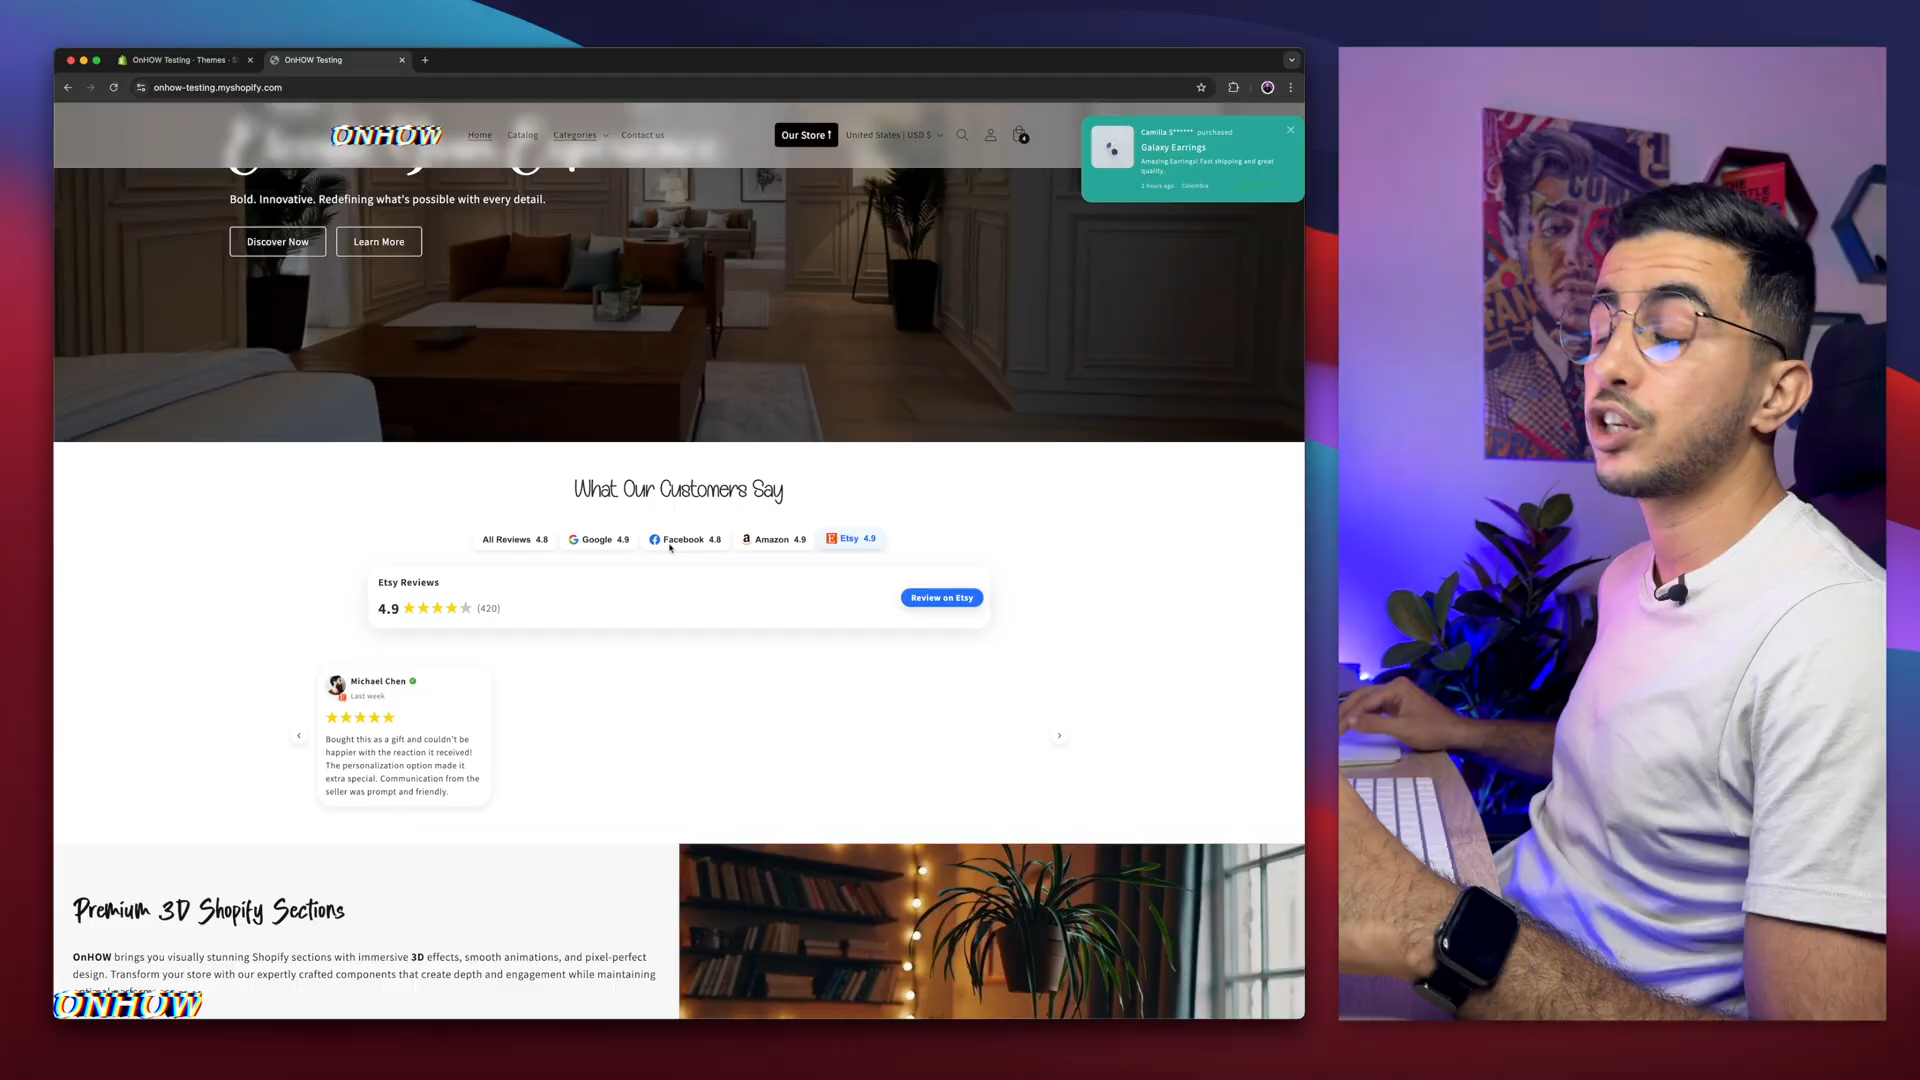 OnHOW Testing - Themes - S
OnHOW Testing
onhow-testing.myshopify.com
ONHOW
Home
Catalog
Categories
Contact us
Our Store
United States | USD $
4
Camilla S****** purchased
Galaxy Earrings
Amazing Earrings! Fast shipping and great
quality.
2 hours ago
Colombia
Bold. Innovative. Redefining what's possible with every detail.
Discover Now
Learn More
What Our Customers Say
All Reviews 4.8
Google 4.9
Facebook 4.8
Amazon 4.9
Etsy 4.9
Etsy Reviews
4.9
(420)
Review on Etsy
Michael Chen
Last week
Bought this as a gift and couldn't be
happier with the reaction it received!
The personalization option made it
extra special. Communication from the
seller was prompt and friendly.
Premium 3D Shopify Sections
OnHOW brings you visually stunning Shopify sections with immersive 3D effects, smooth animations, and pixel-perfect
design. Transform your store with our expertly crafted components that create depth and engagement while maintaining
ONHOW